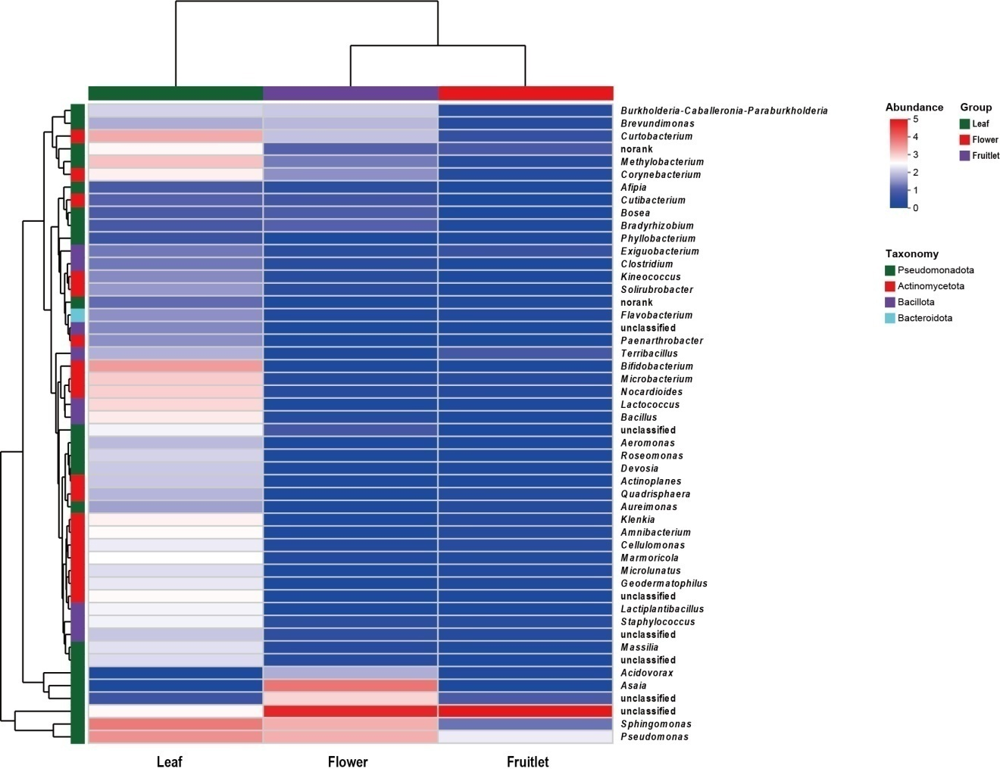 Burkholderia-Caballeronia-Paraburkholderia
Brevundimonas
Curtobacterium
norank
Methylobacterium
Corynebacterium
Afipia
Cutibacterium
Bosea
Bradyrhizobium
Phyllobacterium
Exiguobacterium
Clostridium
Kineococcus
Solirubrobacter
norank
Flavobacterium
unclassified
Paenarthrobacter
Terribacillus
Bifidobacterium
Microbacterium
Nocardioides
Lactococcus
Bacillus
unclassified
Aeromonas
Roseomonas
Devosia
Actinoplanes
Quadrisphaera
Aureimonas
Klenkia
Amnibacterium
Cellulomonas
Marmoricola
Microlunatus
Geodermatophilus
unclassified
Lactiplantibacillus
Staphylococcus
unclassified
Massilia
unclassified
Acidovorax
Asaia
unclassified
unclassified
Sphingomonas
Pseudomonas
Leaf Flower Fruitlet
Abundance
5
4
3
2
1
0
Group
Leaf
Flower
Fruitlet
Taxonomy
Pseudomonadota
Actinomycetota
Bacillota
Bacteroidota